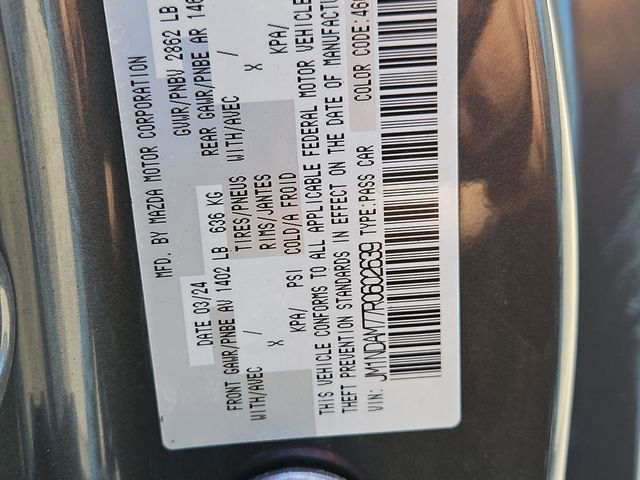 MFD. BY MAZDA MOTOR CORPORATION
DATE 03/24 GVWR/PNBV 2862 LB
FRONT GAWR/PNBE AV 1402 LB 636 KG REAR GAWR/PNBE AR
WITH/AVEC / TIRES/PNEUS WITH/AVEC /
X RIMS/JANTES X
KPA/ PSI COLD/A FROID KPA/
THIS VEHICLE CONFORMS TO ALL APPLICABLE FEDERAL MOTOR VEHICLE
THEFT PREVENTION STANDARDS IN EFFECT ON THE DATE OF MANUFACTUR
VIN: JM1NDAM77R0602639 TYPE:PASS CAR COLOR CODE:46